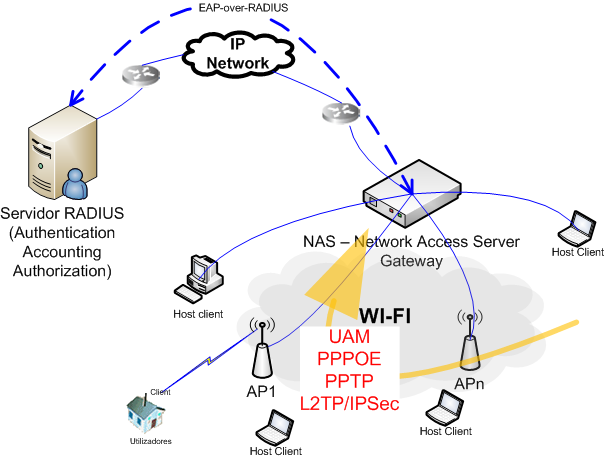 EAP-over-RADIUS
IP
Network
Servidor RADIUS
(Authentication
Accounting
Authorization)
NAS – Network Access Server
Gateway
Host Client
Host client
WI-FI
UAM
PPPOE
PPTP
L2TP/IPSec
AP1
APn
Client
Utilizadores
Host Client
Host Client